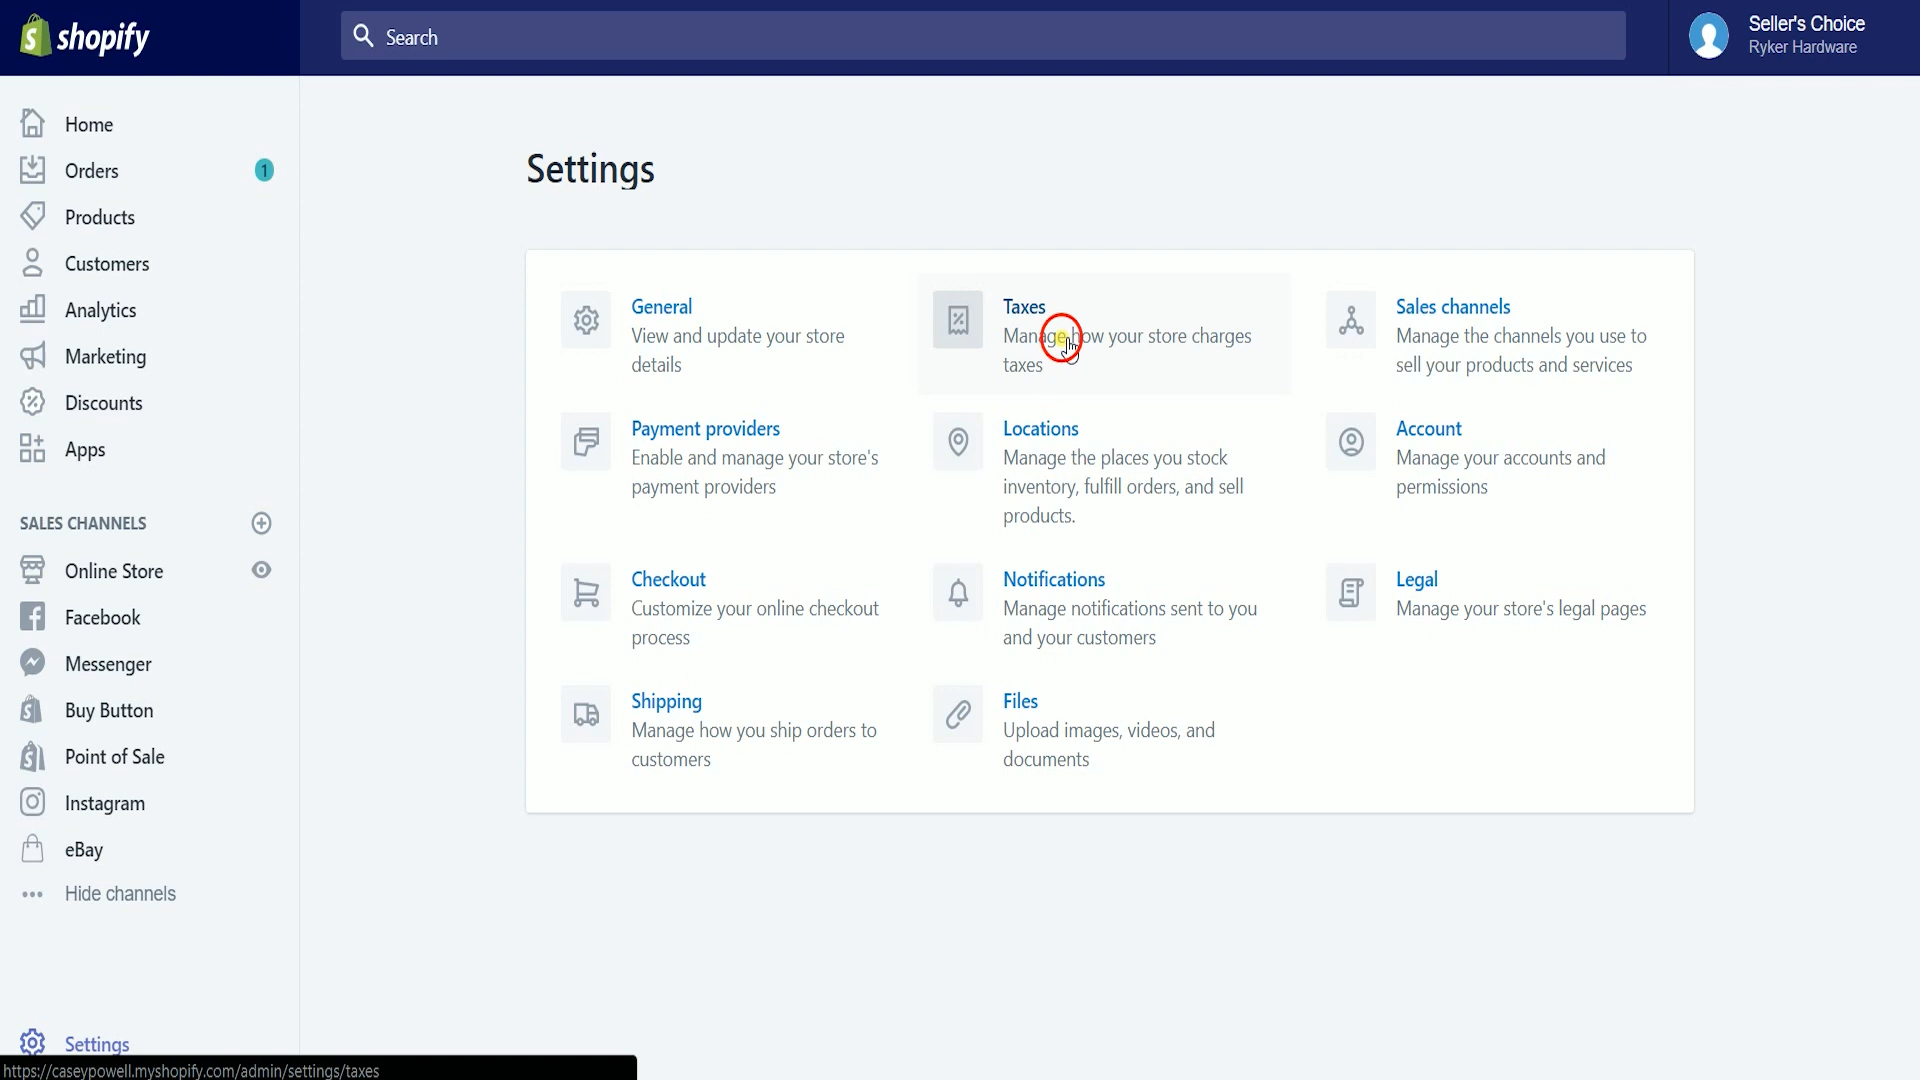 shopify
Search
Seller's Choice
Ryker Hardware
Home
Orders
1
Products
Customers
Analytics
Marketing
Discounts
Apps
SALES CHANNELS
Online Store
Facebook
Messenger
Buy Button
Point of Sale
Instagram
eBay
Hide channels
Settings
Settings
General
View and update your store
details
Taxes
Manage how your store charges
taxes
Sales channels
Manage the channels you use to
sell your products and services
Payment providers
Enable and manage your store's
payment providers
Locations
Manage the places you stock
inventory, fulfill orders, and sell
products.
Account
Manage your accounts and
permissions
Checkout
Customize your online checkout
process
Notifications
Manage notifications sent to you
and your customers
Legal
Manage your store's legal pages
Shipping
Manage how you ship orders to
customers
Files
Upload images, videos, and
documents
https://caseypowell.myshopify.com/admin/settings/taxes